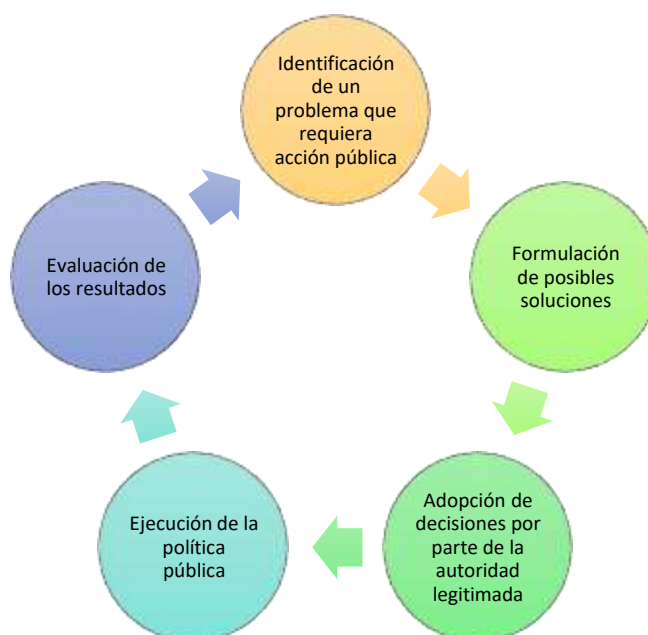 Identificación
de un
problema que
requiera
acción pública
Formulación
de posibles
soluciones
Adopción de
decisiones por
parte de la
autoridad
legitimada
Ejecución de la
política
pública
Evaluación de
los resultados